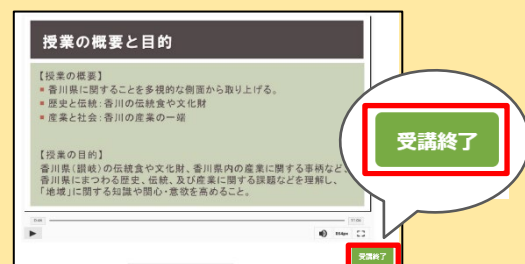 授業の概要と目的
【授業の概要】
■ 香川県に関することを多視的な側面から取り上げる。
■ 歴史と伝統:香川の伝統食や文化財
■ 産業と社会:香川の産業の一端
【授業の目的】
香川県(讃岐)の伝統食や文化財、香川県内の産業に関する事柄など、
香川県にまつわる歴史、伝統、及び産業に関する課題などを理解し、
「地域」に関する知識や関心・意欲を高めること。
受講終了
受講終了